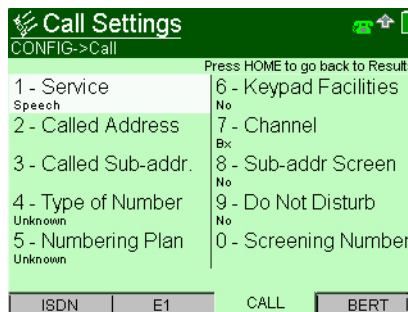 Call Settings
CONFIG->Call
Press HOME to go back to Result
1 - Service
Speech
2 - Called Address
3 - Called Sub-addr.
4 - Type of Number
Unknown
5 - Numbering Plan
Unknown
6 - Keypad Facilities
No
7 - Channel
Bx
8 - Sub-addr Screen
No
9 - Do Not Disturb
No
0 - Screening Number
ISDN
E1
CALL
BERT